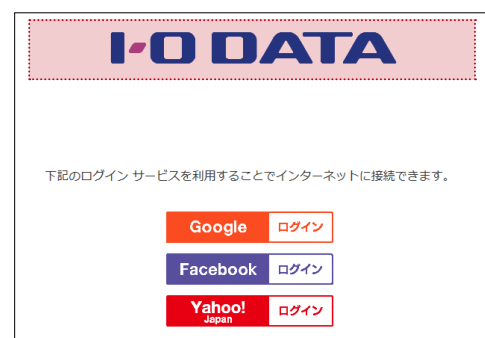 I-O DATA
下記のログイン サービスを利用することでインターネットに接続できます。
Google ログイン
Facebook ログイン
Yahoo! ログイン
Japan